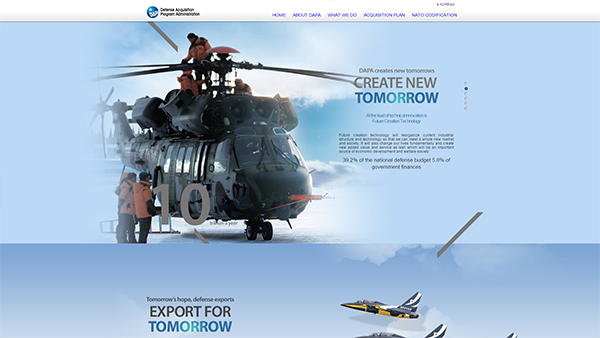 KOREAN
Defense Acquisition
Program Administration
HOME ABOUT DAPA WHAT WE DO ACQUISITION PLAN NATO CODIFICATION
DAPA creates new tomorrows
CREATE NEW
TOMORROW
At the lead of technical innovation is
Future Creation Technology
Future creation technology will reorganize current industrial
structure and technology so that we can meet a whole new market
and society. It will also change our lives fundamentally and create
new added value and service as well which will be an important
source of economic development and welfare society
39.2% of the national defense budget 5.8% of
government finances
10
trillion a year
Tomorrow's hope, defense exports
EXPORT FOR
TOMORROW